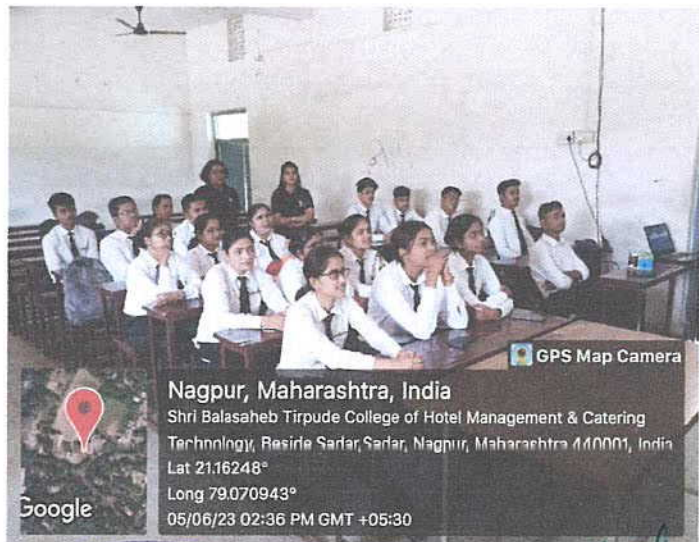 GPS Map Camera
Nagpur, Maharashtra, India
Shri Balasaheb Tirpude College of Hotel Management & Catering
Technology, Beside Sadar, Sadar, Nagpur, Maharashtra 440001, India
Lat 21.16248°
Long 79.070943°
05/06/23 02:36 PM GMT +05:30
Google